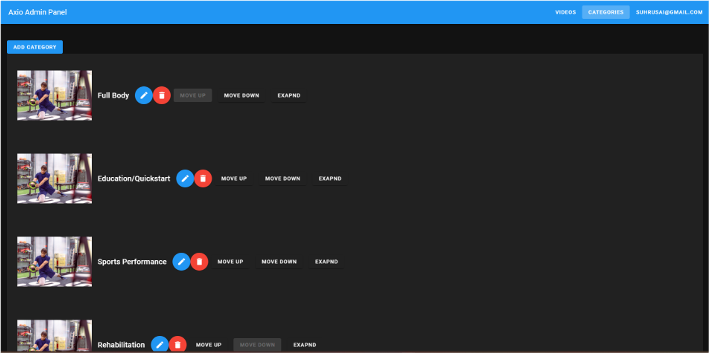 Axio Admin Panel VIDEOS CATEGORIES SUHRUSAI@GMAIL.COM
ADD CATEGORY
Full Body MOVE UP MOVE DOWN EXAPND
Education/Quickstart MOVE UP MOVE DOWN EXAPND
Sports Performance MOVE UP MOVE DOWN EXAPND
Rehabilitation MOVE UP MOVE DOWN EXAPND